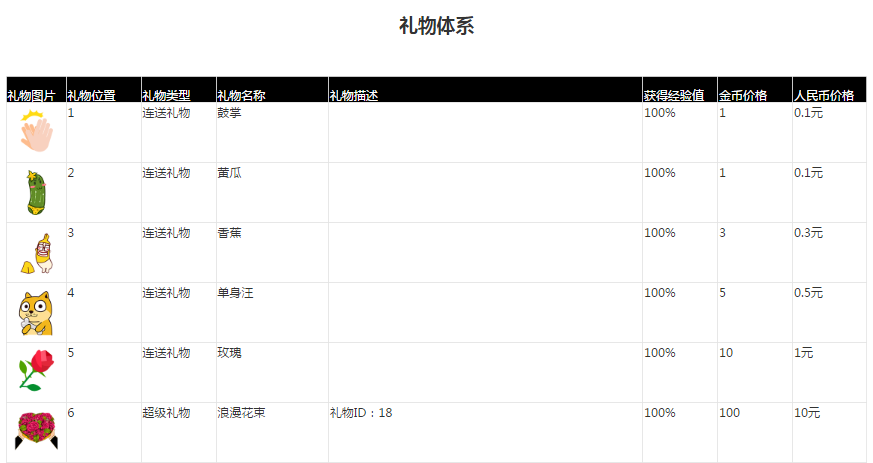 礼物体系
礼物图片 礼物位置 礼物类型 礼物名称 礼物描述 获得经验值 金币价格 人民币价格
1 连送礼物 鼓掌 100% 1 0.1元
2 连送礼物 黄瓜 100% 1 0.1元
3 连送礼物 香蕉 100% 3 0.3元
4 连送礼物 单身汪 100% 5 0.5元
5 连送礼物 玫瑰 100% 10 1元
6 超级礼物 浪漫花束 礼物ID：18 100% 100 10元